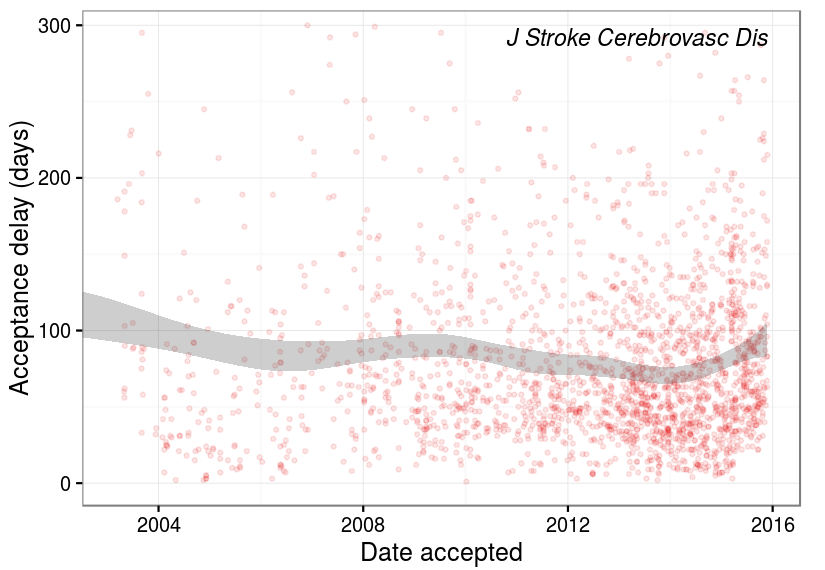 J Stroke Cerebrovasc Dis
Acceptance delay (days)
300
200
100
0
2004 2008 2012 2016
Date accepted